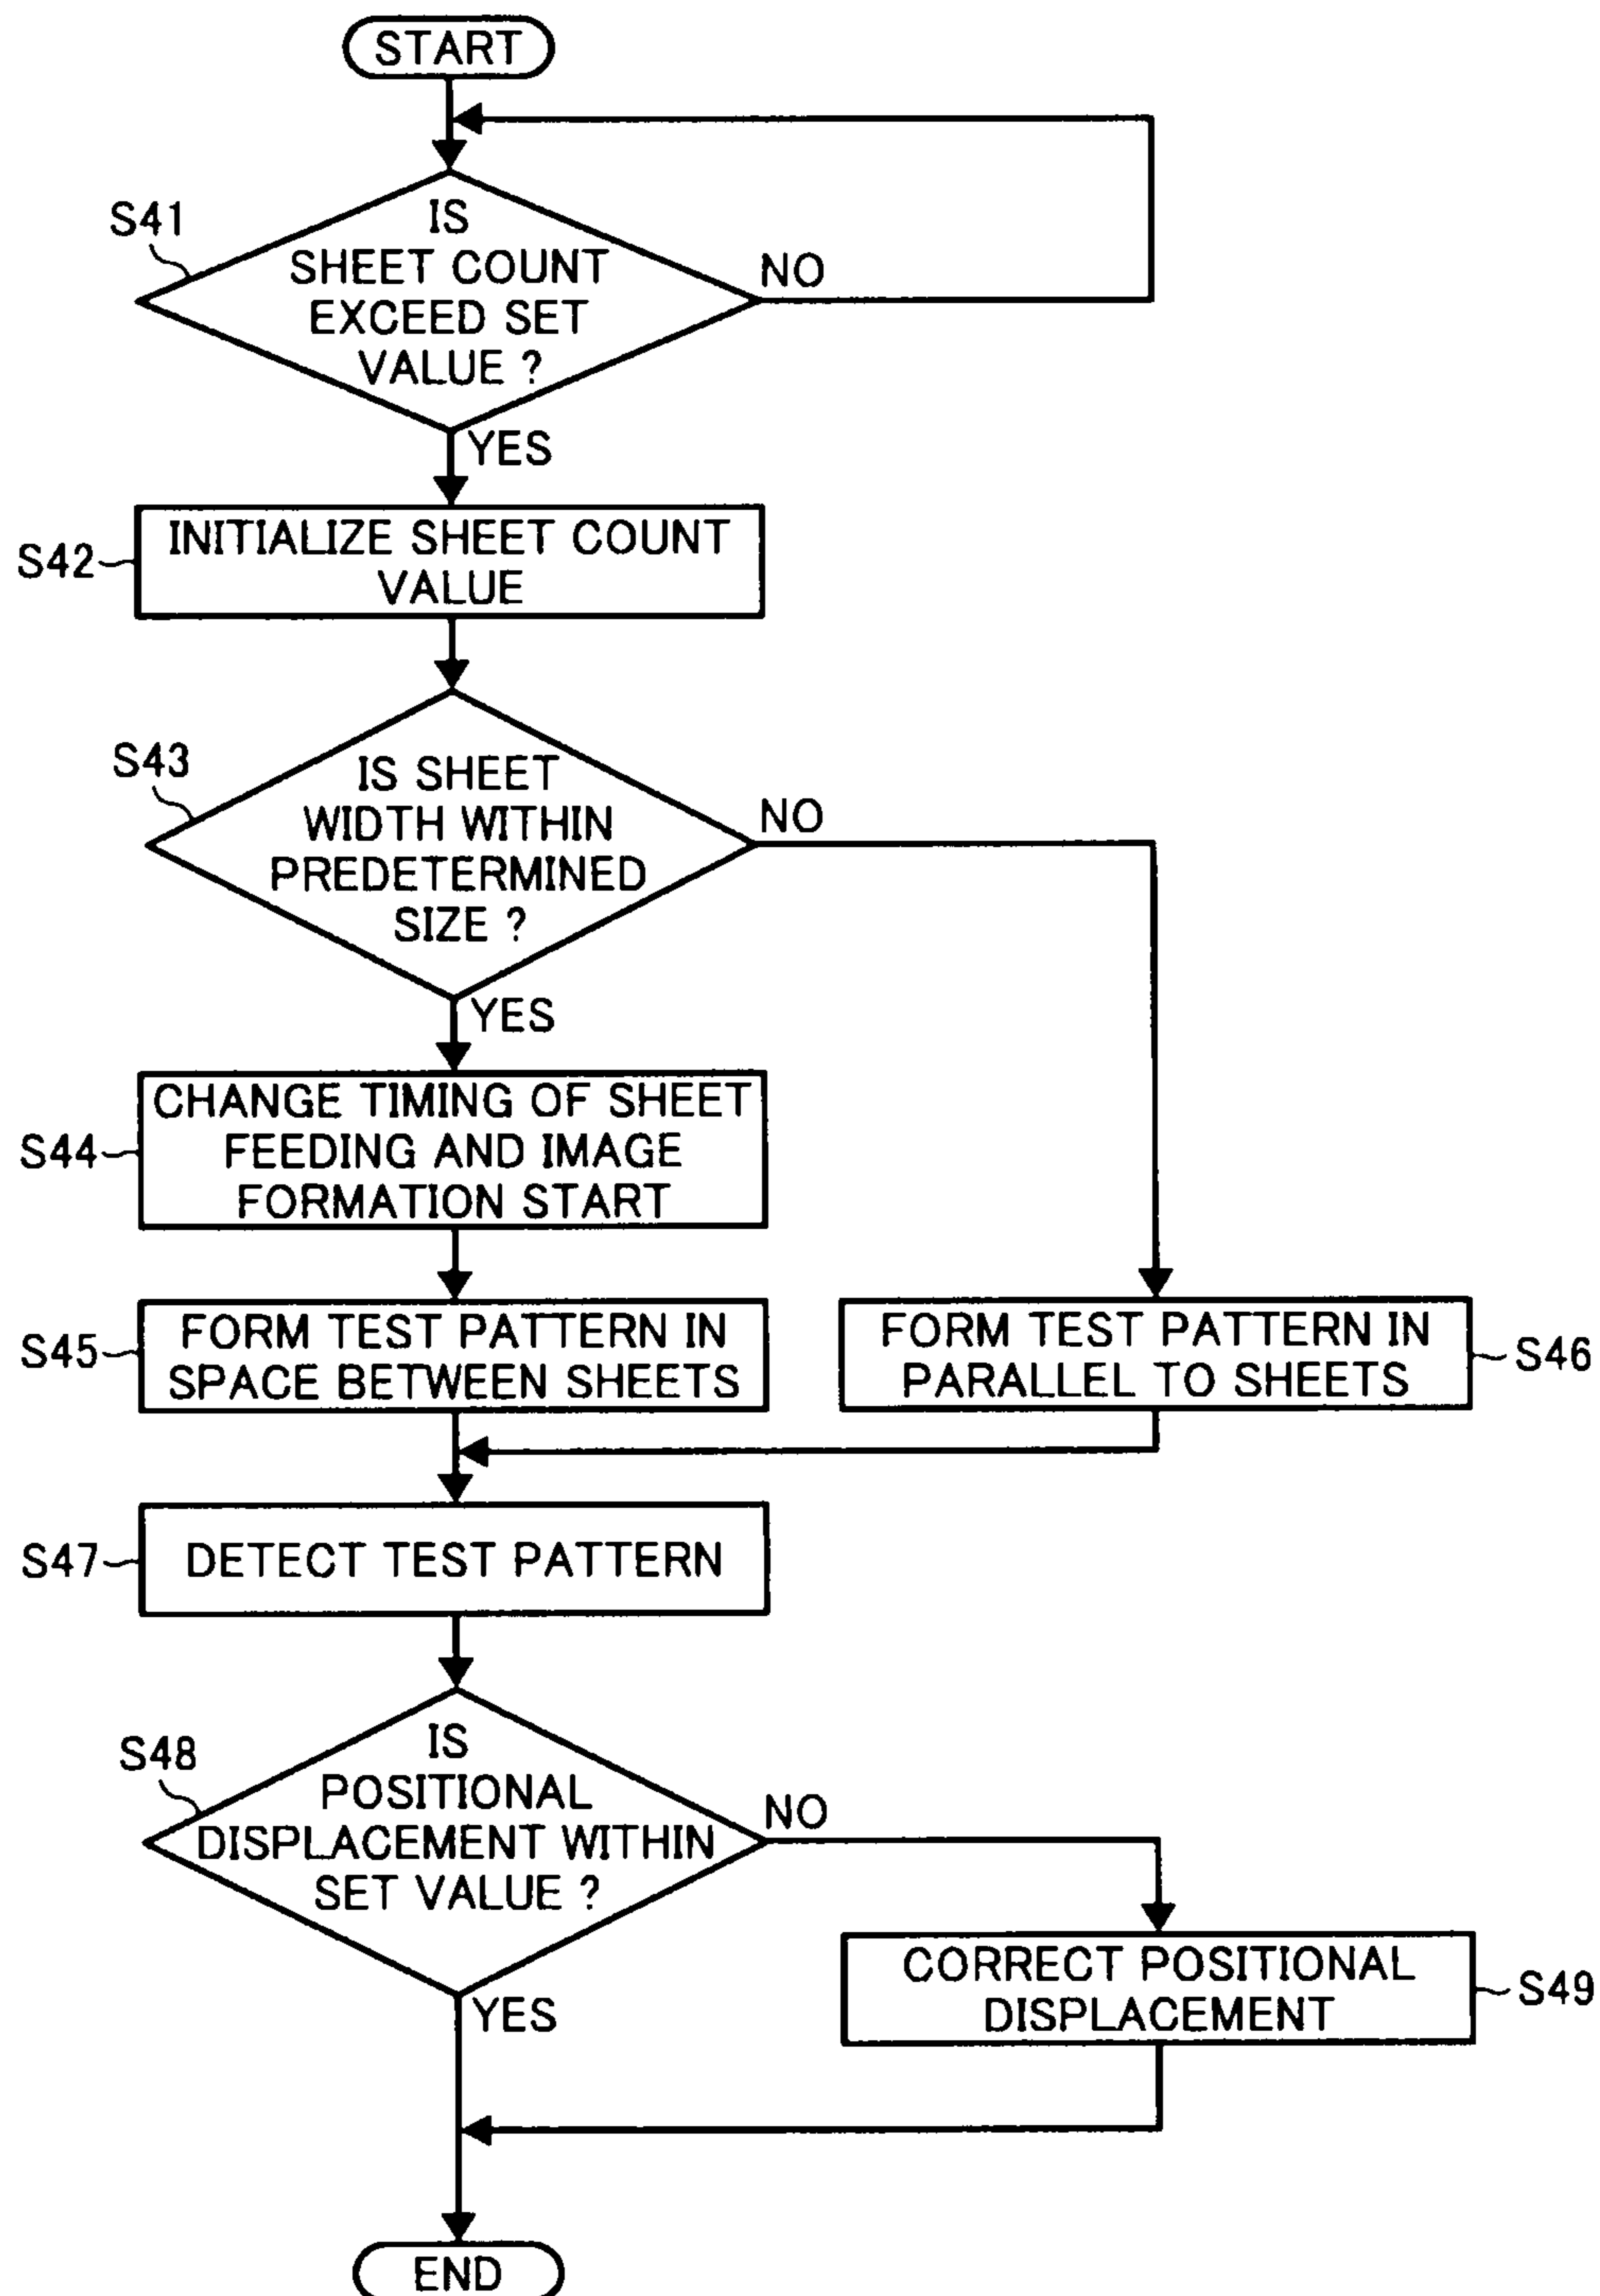 START
S41
IS
SHEET COUNT
EXCEED SET
VALUE ?
NO
YES
S42
INITIALIZE SHEET COUNT
VALUE
S43
IS SHEET
WIDTH WITHIN
PREDETERMINED
SIZE ?
NO
YES
S44
CHANGE TIMING OF SHEET
FEEDING AND IMAGE
FORMATION START
S45
FORM TEST PATTERN IN
SPACE BETWEEN SHEETS
FORM TEST PATTERN IN
PARALLEL TO SHEETS
S46
S47
DETECT TEST PATTERN
S48
IS
POSITIONAL
DISPLACEMENT WITHIN
SET VALUE ?
NO
YES
CORRECT POSITIONAL
DISPLACEMENT
S49
END